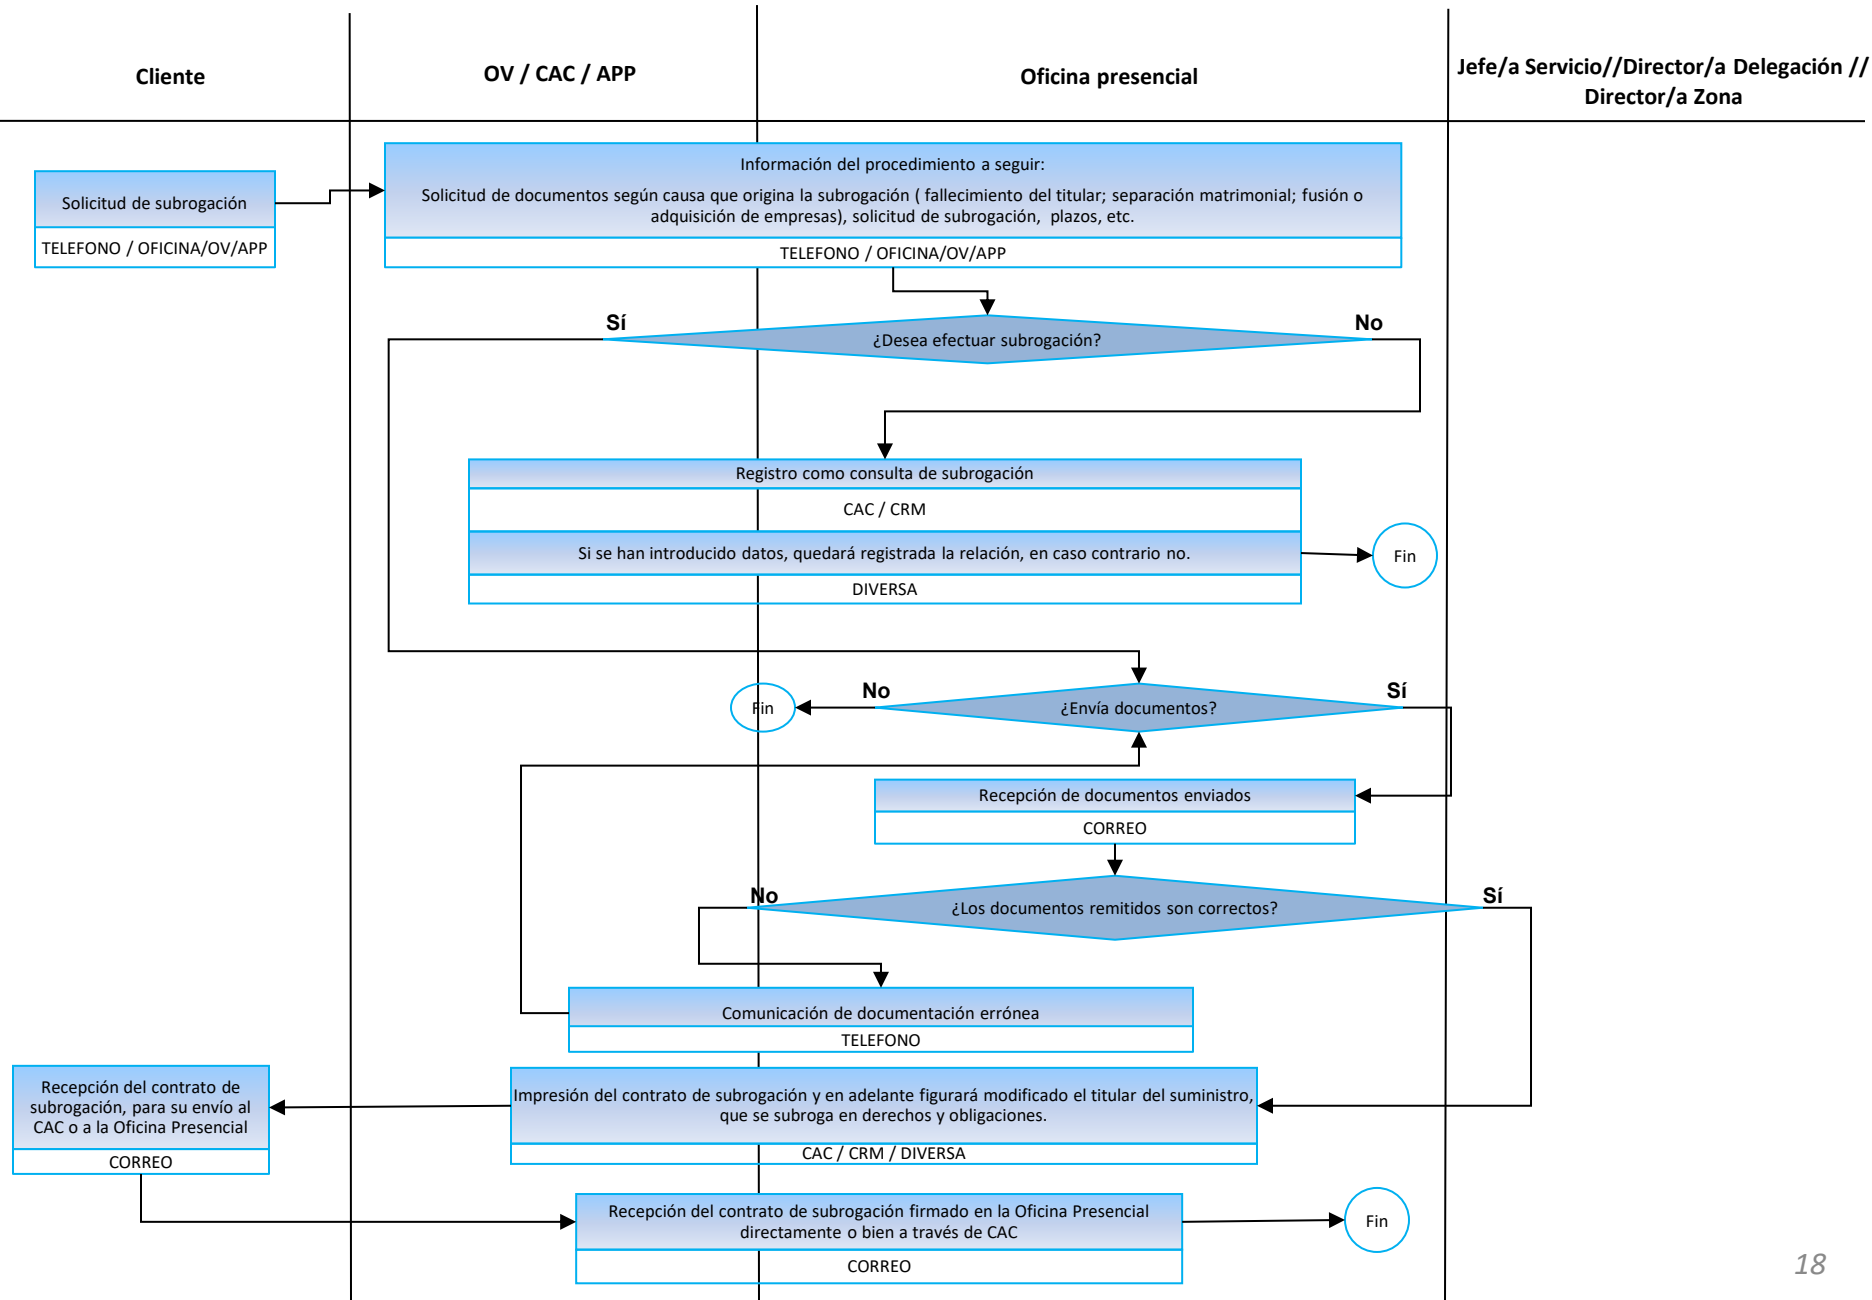 Cliente
OV / CAC / APP
Oficina presencial
Jefe/a Servicio//Director/a Delegación //
Director/a Zona
Solicitud de subrogación
TELEFONO / OFICINA/OV/APP
Información del procedimiento a seguir:
Solicitud de documentos según causa que origina la subrogación ( fallecimiento del titular; separación matrimonial; fusión o
adquisición de empresas), solicitud de subrogación, plazos, etc.
TELEFONO / OFICINA/OV/APP
Sí
¿Desea efectuar subrogación?
No
Registro como consulta de subrogación
CAC / CRM
Si se han introducido datos, quedará registrada la relación, en caso contrario no.
DIVERSA
Fin
Fin
No
¿Envía documentos?
Sí
Recepción de documentos enviados
CORREO
No
¿Los documentos remitidos son correctos?
Sí
Comunicación de documentación errónea
TELEFONO
Recepción del contrato de
subrogación, para su envío al
CAC o a la Oficina Presencial
CORREO
Impresión del contrato de subrogación y en adelante figurará modificado el titular del suministro,
que se subroga en derechos y obligaciones.
CAC / CRM / DIVERSA
Recepción del contrato de subrogación firmado en la Oficina Presencial
directamente o bien a través de CAC
CORREO
Fin
18